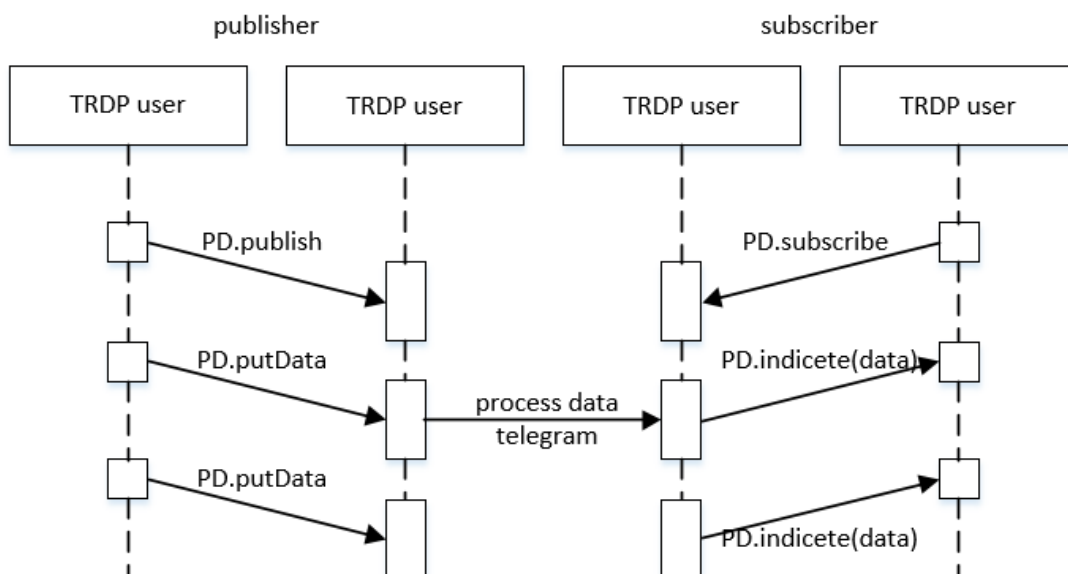 publisher
subscriber
TRDP user
TRDP user
TRDP user
TRDP user
PD.publish
PD.subscribe
PD.putData
PD.indicete(data)
process data
telegram
PD.putData
PD.indicete(data)